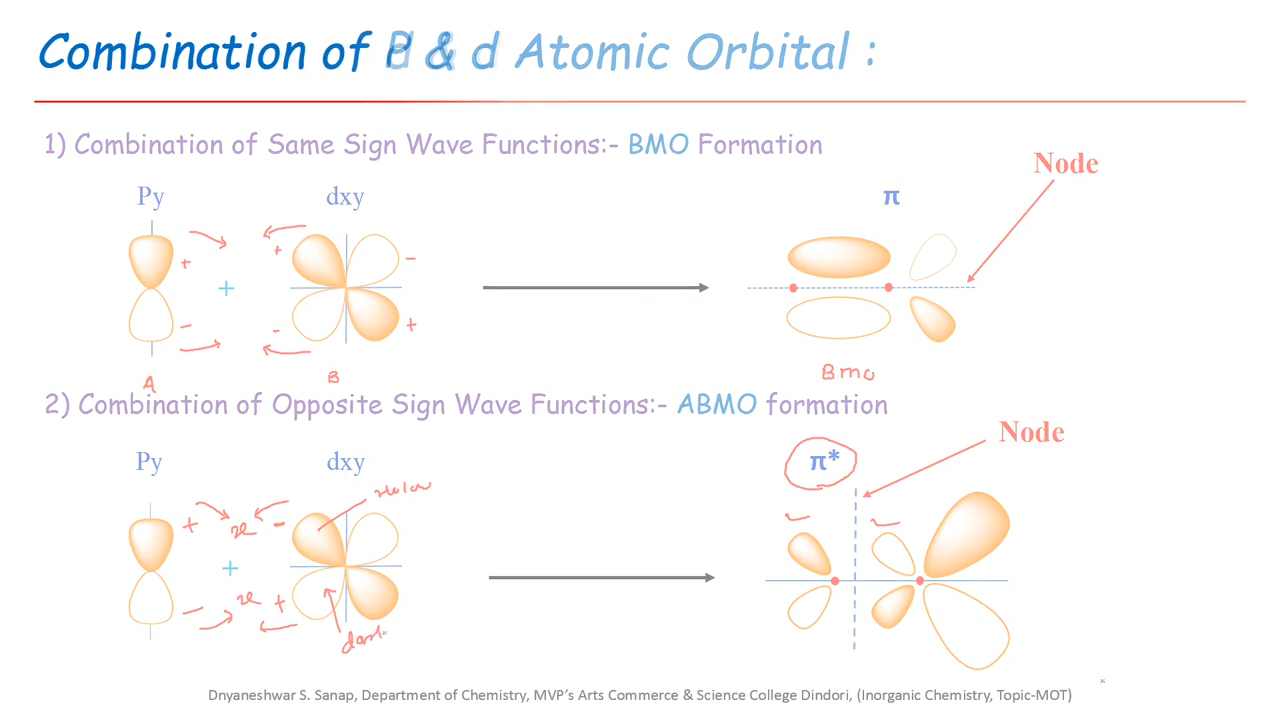 Combination of P & d Atomic Orbital :
1) Combination of Same Sign Wave Functions:- BMO Formation
Node
Py
dxy
π
+
+
+
-
-
-
+
A
B
Bmo
2) Combination of Opposite Sign Wave Functions:- ABMO formation
Node
Py
dxy
π*
+
-
+
-
+
Dnyaneshwar S. Sanap, Department of Chemistry, MVP's Arts Commerce & Science College Dindori, (Inorganic Chemistry, Topic-MOT)